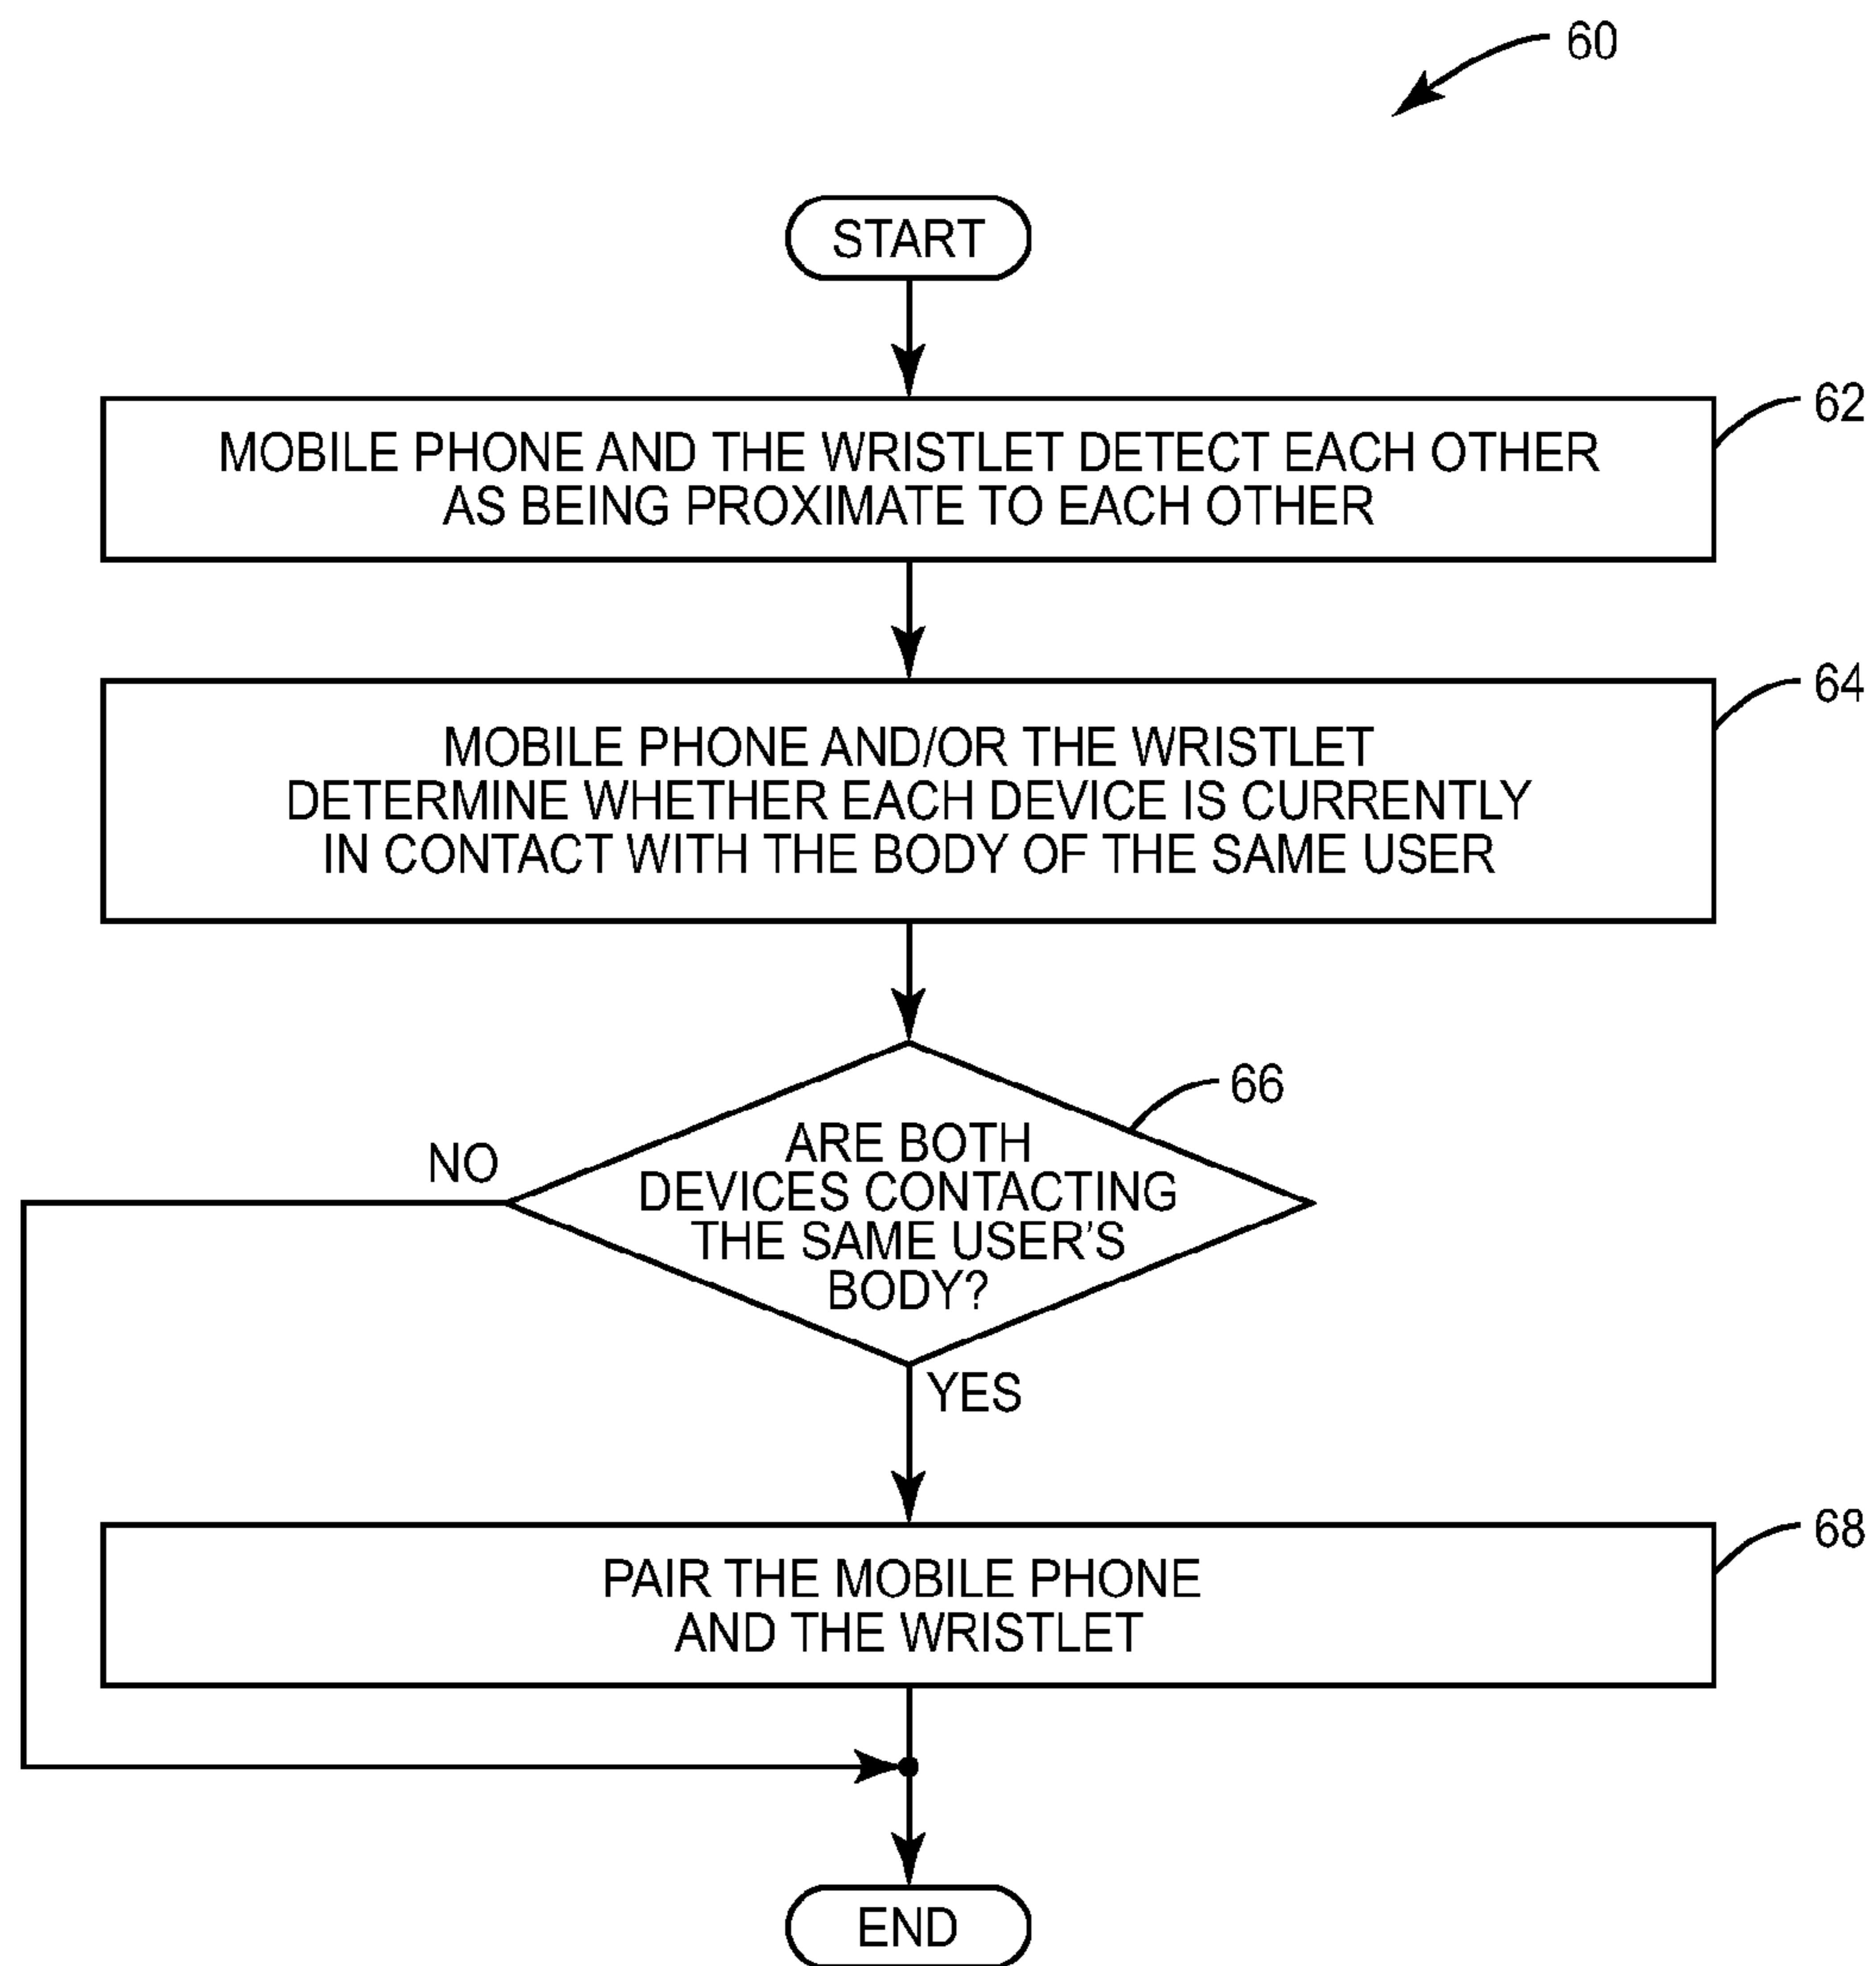 60
START
62
MOBILE PHONE AND THE WRISTLET DETECT EACH OTHER
AS BEING PROXIMATE TO EACH OTHER
64
MOBILE PHONE AND/OR THE WRISTLET
DETERMINE WHETHER EACH DEVICE IS CURRENTLY
IN CONTACT WITH THE BODY OF THE SAME USER
66
ARE BOTH
DEVICES CONTACTING
THE SAME USER'S
BODY?
NO
YES
68
PAIR THE MOBILE PHONE
AND THE WRISTLET
END